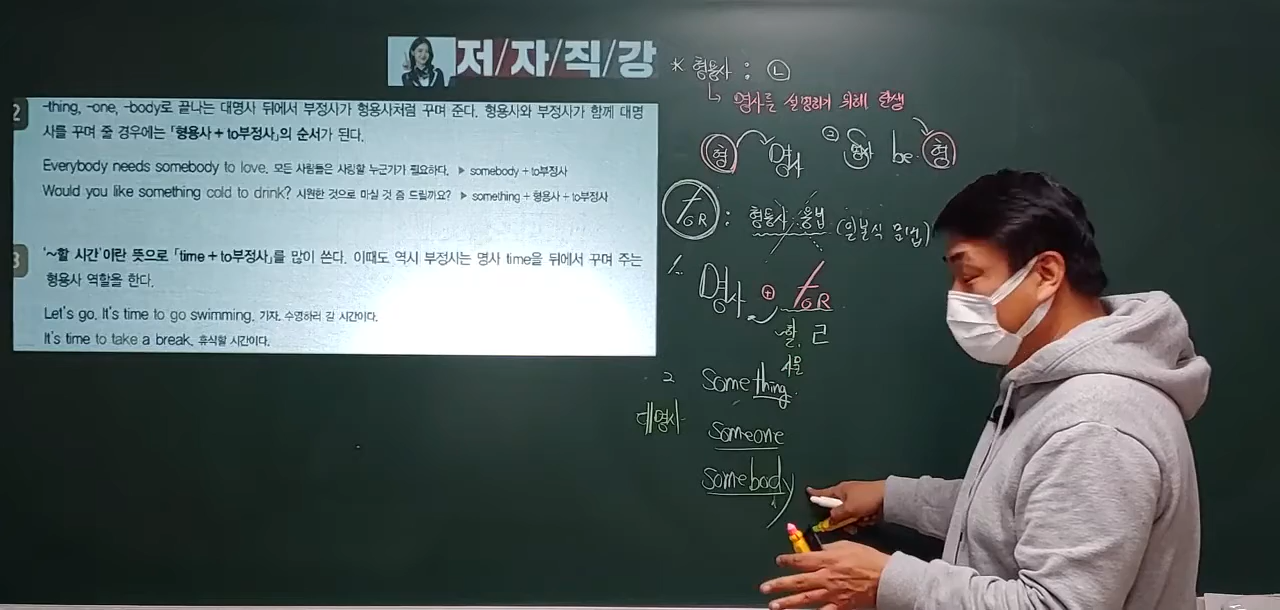 저/자/직/강
2
-thing, -one, -body로 끝나는 대명사 뒤에서 부정사가 형용사처럼 꾸며 준다. 형용사와 부정사가 함께 대명
사를 꾸며 줄 경우에는 「형용사 + to부정사」의 순서가 된다.
Everybody needs somebody to love. 모든 사람들은 사랑할 누군가가 필요하다. ▶ somebody + to부정사
Would you like something cold to drink? 시원한 것으로 마실 것 좀 드릴까요? ▶ something + 형용사 + to부정사
3
'~할 시간'이란 뜻으로 「time + to부정사」를 많이 쓴다. 이때도 역시 부정사는 명사 time을 뒤에서 꾸며 주는
형용사 역할을 한다.
Let's go. It's time to go swimming. 가자. 수영하러 갈 시간이다.
It's time to take a break. 휴식할 시간이다.
* 형용사 : ㄴ
↳ 명사를 설명하기 위해 탄생
형 명사 be 형
형용사 용법 (일본식 문법)
1. 명사 + to R
~할, ㄹ
사물
2 Something
대명사 someone
somebody